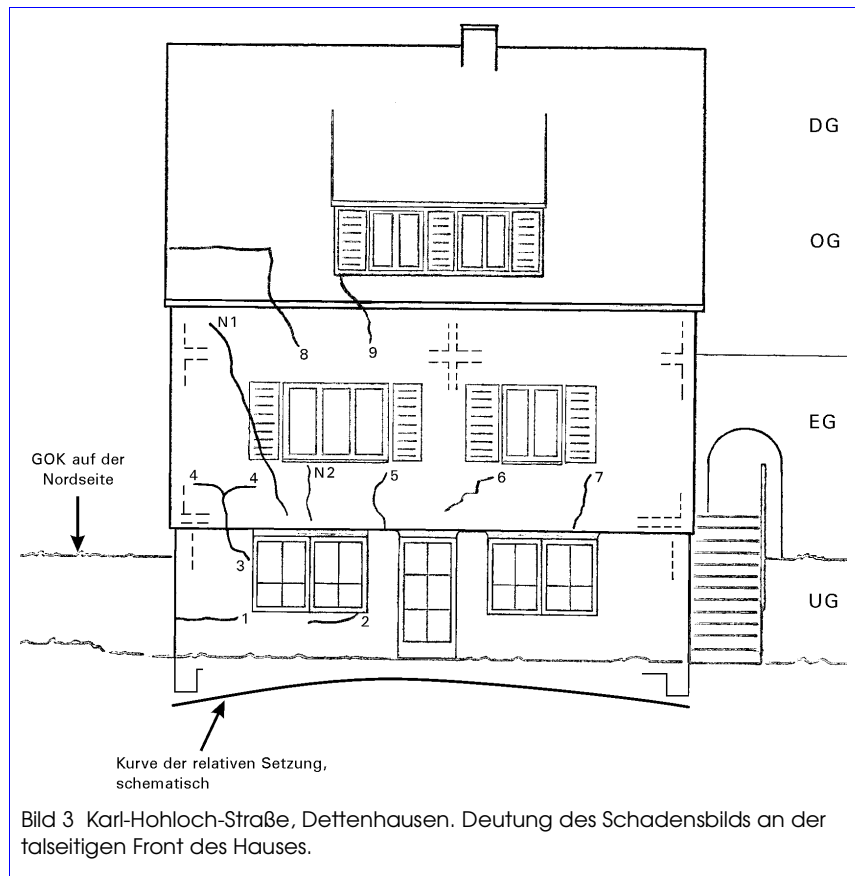 DG
OG
N1
8
9
EG
GOK auf der
Nordseite
4
4
N2
5
6
7
3
UG
1
2
Kurve der relativen Setzung,
schematisch
Bild 3 Karl-Hohloch-Straße, Dettenhausen. Deutung des Schadensbilds an der
talseitigen Front des Hauses.